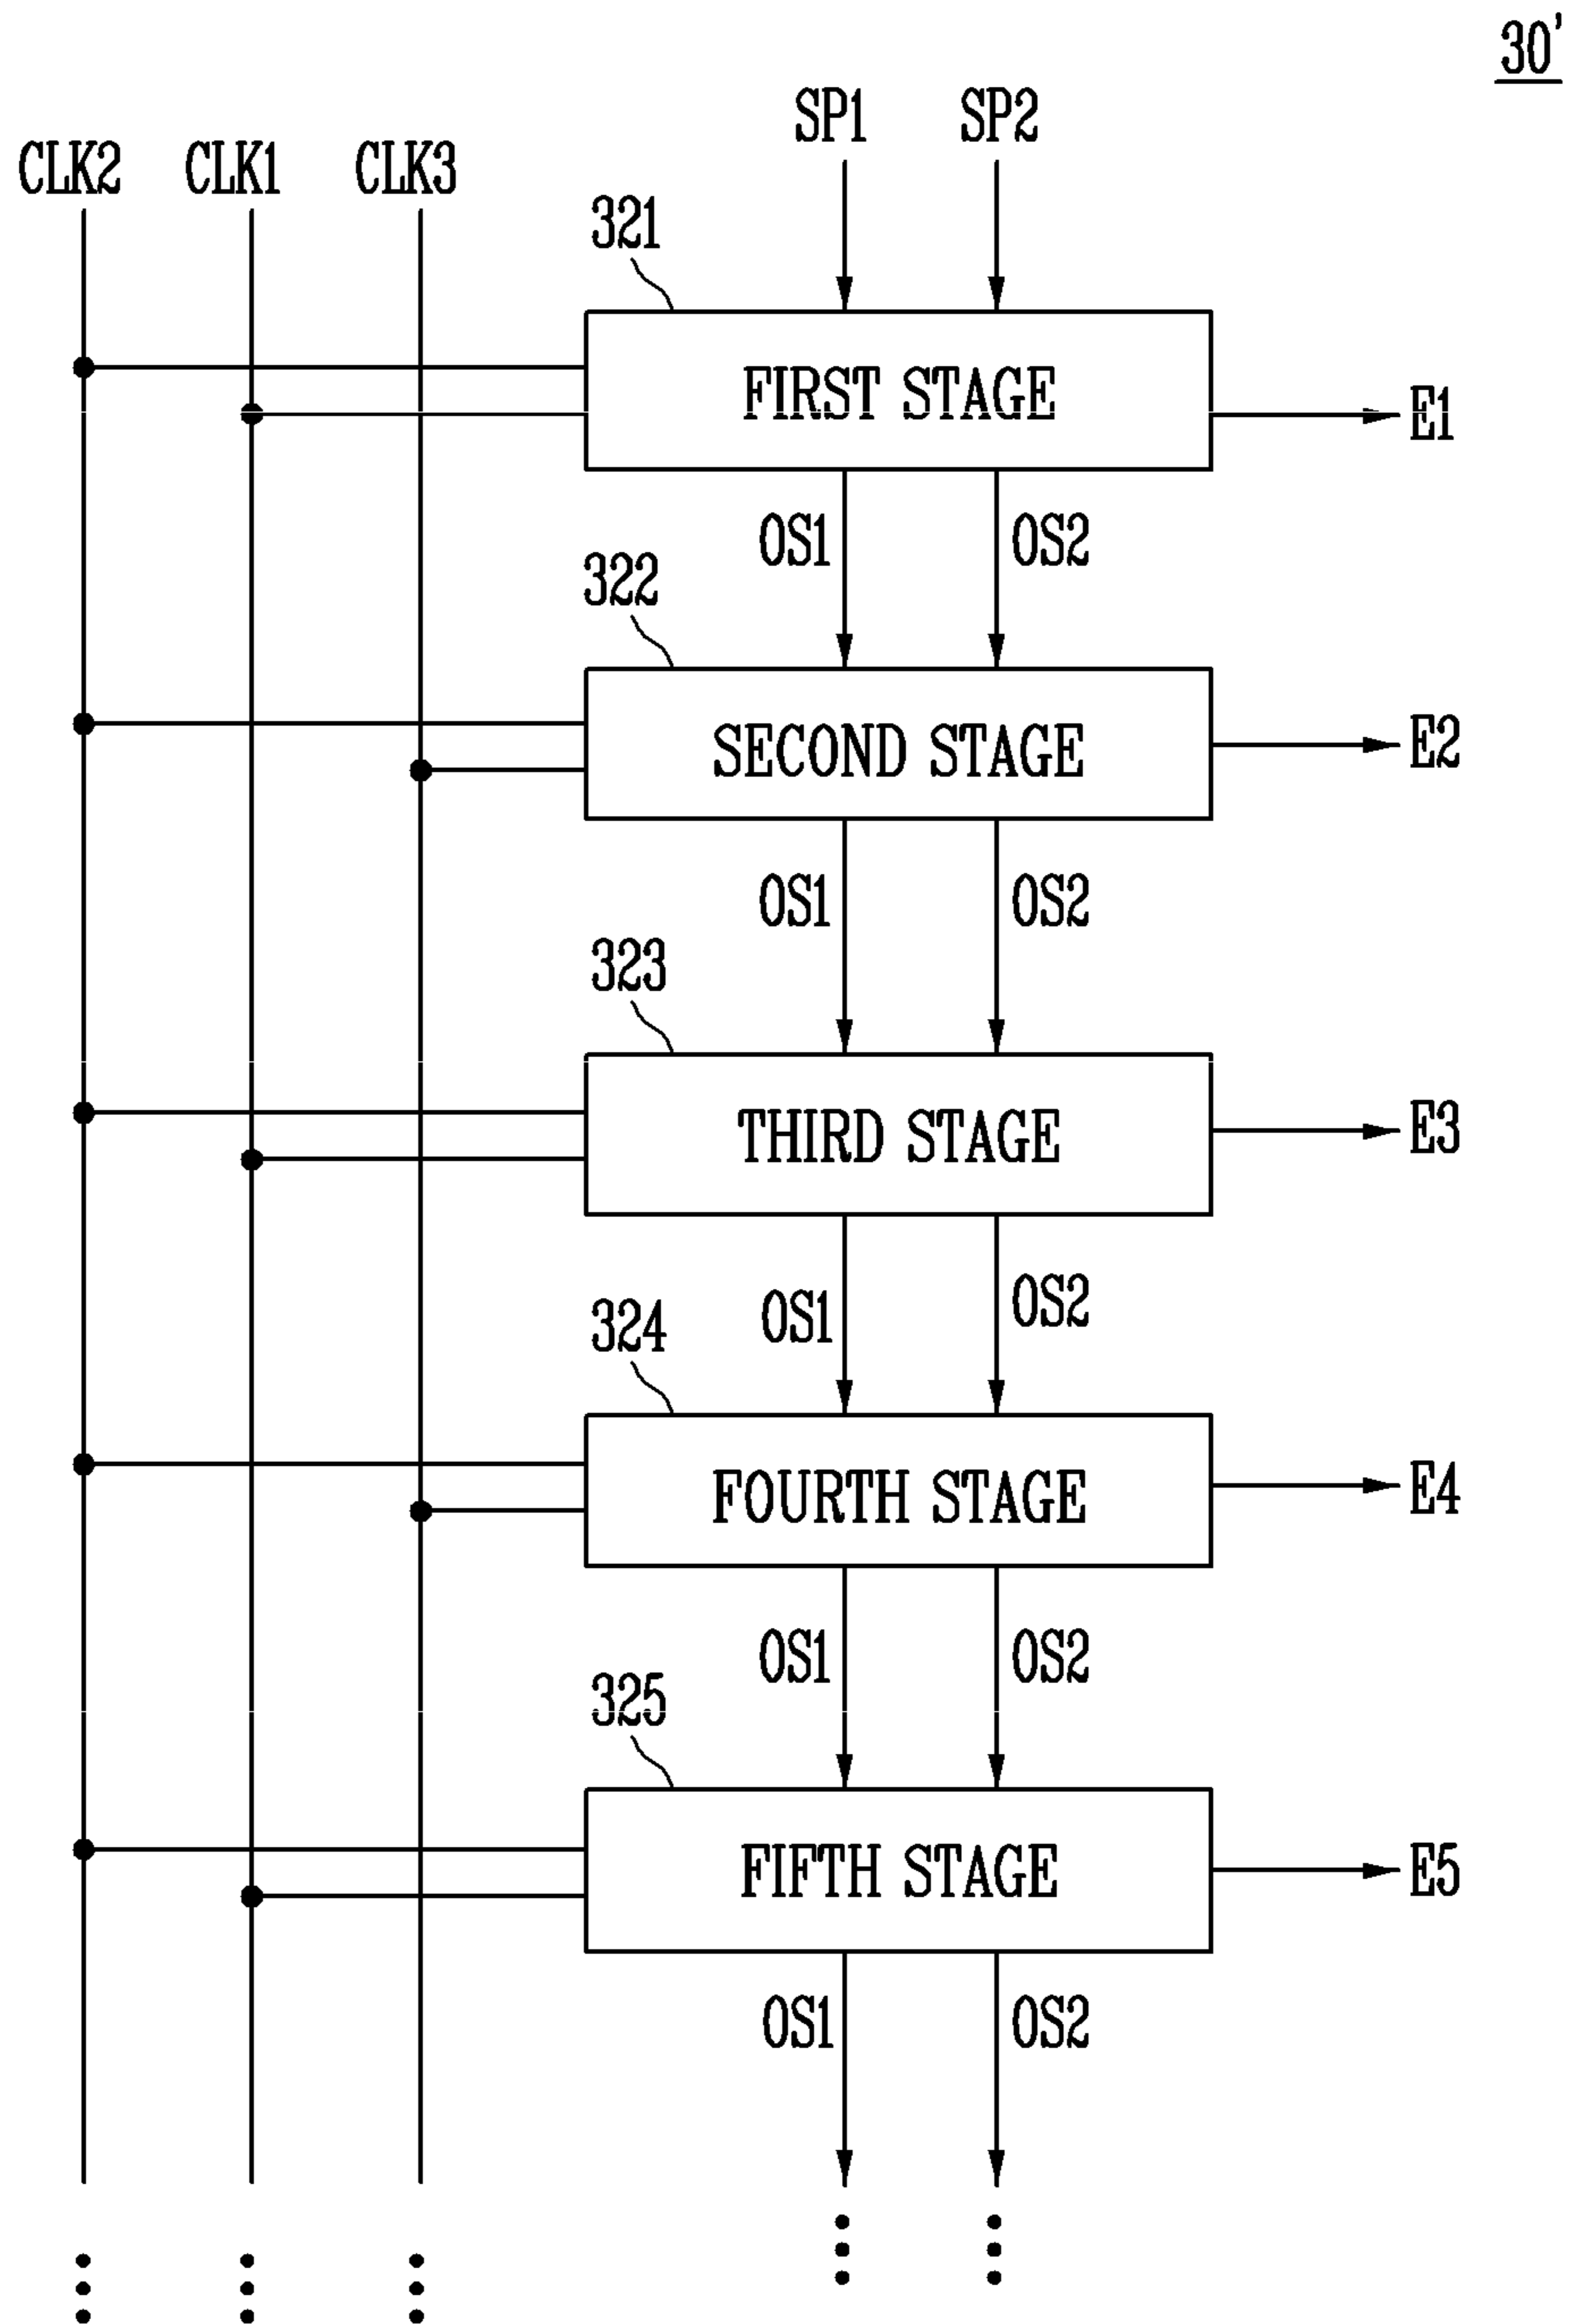 30'
SP1 SP2
CLK2 CLK1 CLK3
321
FIRST STAGE
E1
OS1 OS2
322
SECOND STAGE
E2
OS1 OS2
323
THIRD STAGE
E3
OS1 OS2
324
FOURTH STAGE
E4
OS1 OS2
325
FIFTH STAGE
E5
OS1 OS2